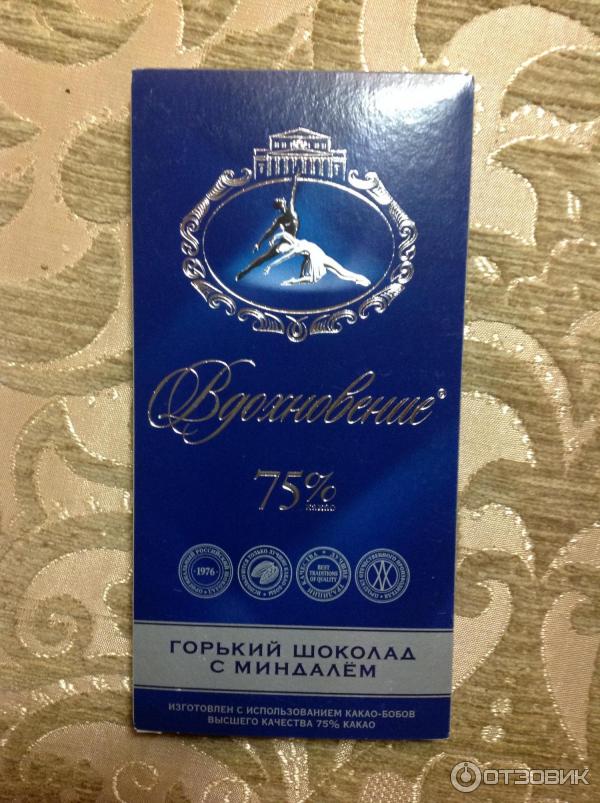 Вдохновение®
75%
КАКАО
1976
BEST
TRADITIONS
OF QUALITY
ГОРЬКИЙ ШОКОЛАД
С МИНДАЛЁМ
ИЗГОТОВЛЕН С ИСПОЛЬЗОВАНИЕМ КАКАО-БОБОВ
ВЫСШЕГО КАЧЕСТВА 75% КАКАО
ОТЗОВИК